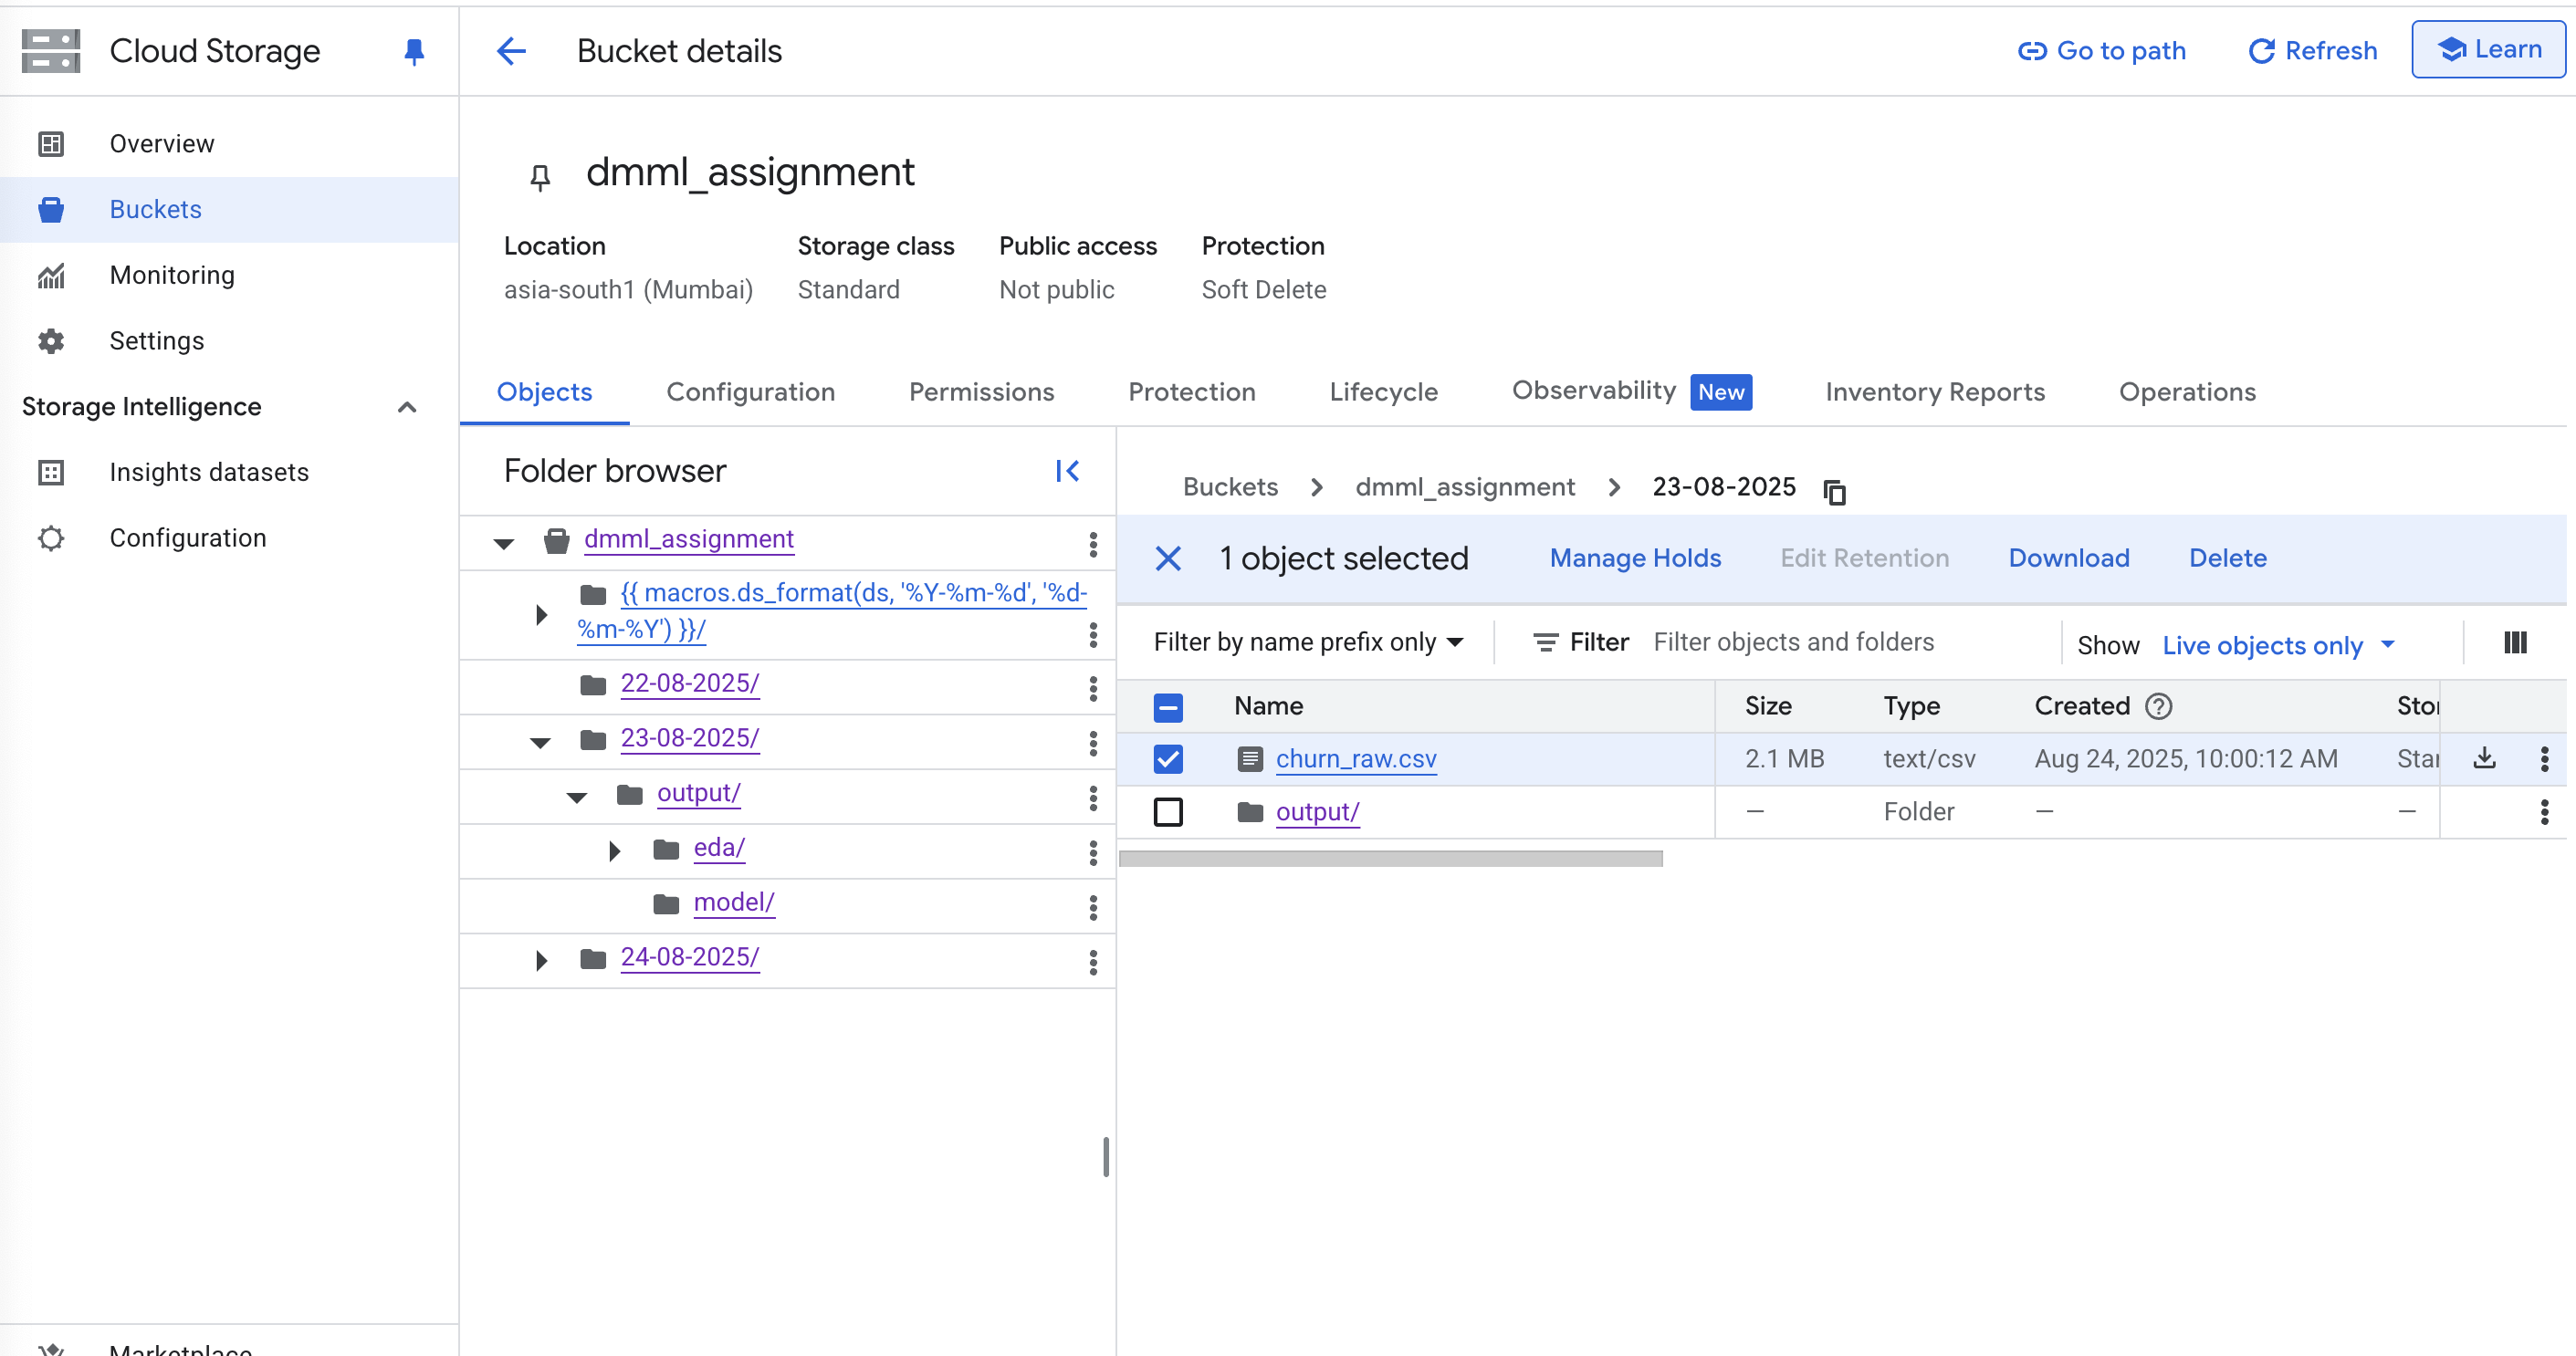 Cloud Storage
Bucket details
Go to path
Refresh
Learn
Overview
Buckets
Monitoring
Settings
Storage Intelligence
Insights datasets
Configuration
Marketplace
dmml_assignment
Location
Storage class
Public access
Protection
asia-south1 (Mumbai)
Standard
Not public
Soft Delete
Objects
Configuration
Permissions
Protection
Lifecycle
Observability New
Inventory Reports
Operations
Folder browser
dmml_assignment
{{ macros.ds_format(ds, '%Y-%m-%d', '%d-
%m-%Y') }}/
22-08-2025/
23-08-2025/
output/
eda/
model/
24-08-2025/
Buckets > dmml_assignment > 23-08-2025
1 object selected
Manage Holds
Edit Retention
Download
Delete
Filter by name prefix only
Filter
Filter objects and folders
Show
Live objects only
Name Size Type Created Stor
churn_raw.csv 2.1 MB text/csv Aug 24, 2025, 10:00:12 AM Star
output/ — Folder — —